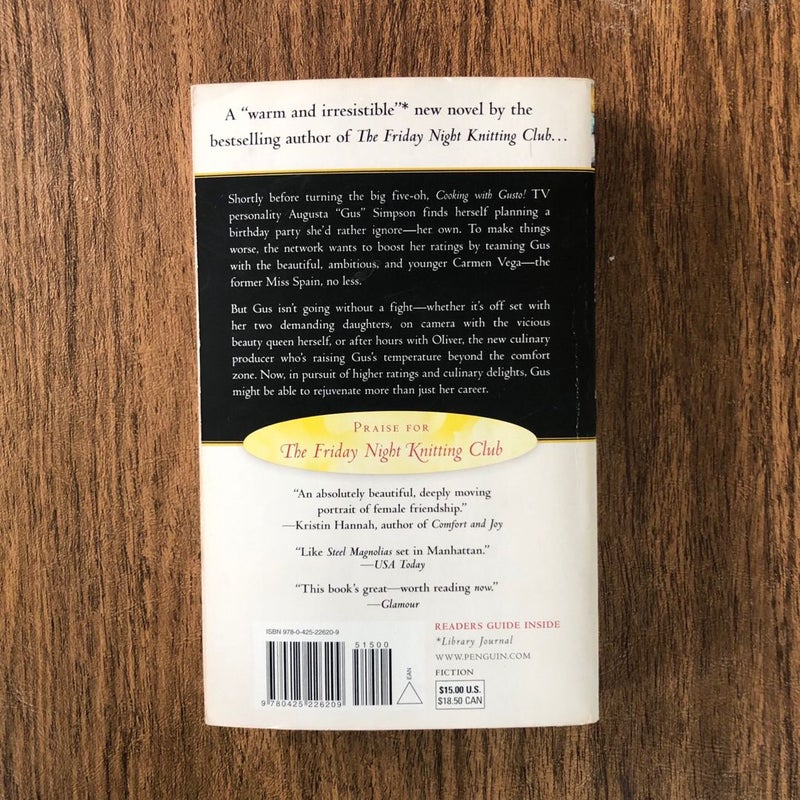 A “warm and irresistible”* new novel by the
bestselling author of The Friday Night Knitting Club...
Shortly before turning the big five-oh, Cooking with Gusto! TV
personality Augusta “Gus” Simpson finds herself planning a
birthday party she’d rather ignore—her own. To make things
worse, the network wants to boost her ratings by teaming Gus
with the beautiful, ambitious, and younger Carmen Vega—the
former Miss Spain, no less.
But Gus isn’t going without a fight—whether it’s off set with
her two demanding daughters, on camera with the vicious
beauty queen herself, or after hours with Oliver, the new culinary
producer who’s raising Gus’s temperature beyond the comfort
zone. Now, in pursuit of higher ratings and culinary delights, Gus
might be able to rejuvenate more than just her career.
PRAISE FOR
The Friday Night Knitting Club
“An absolutely beautiful, deeply moving
portrait of female friendship.”
—Kristin Hannah, author of Comfort and Joy
“Like Steel Magnolias set in Manhattan.”
—USA Today
“This book’s great—worth reading now.”
—Glamour
ISBN 978-0-425-22620-9
51500
9 780425 226209
EAN
READERS GUIDE INSIDE
*Library Journal
WWW.PENGUIN.COM
FICTION
$15.00 U.S.
$18.50 CAN